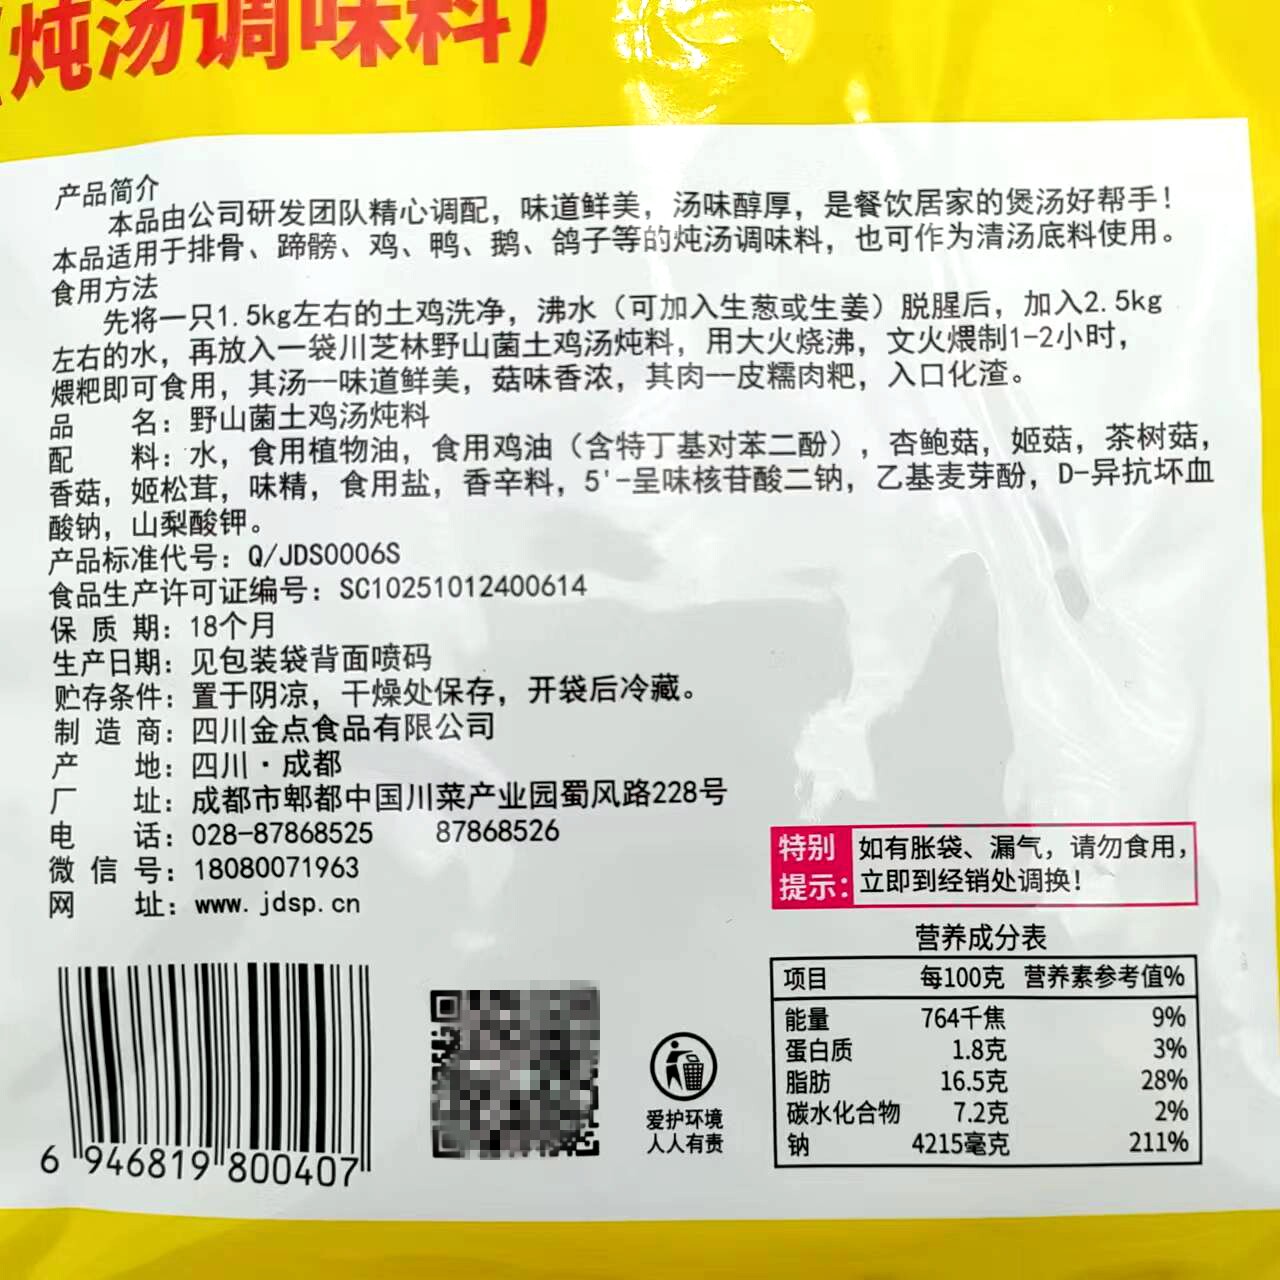 (炖汤调味料)
产品简介
本品由公司研发团队精心调配，味道鲜美，汤味醇厚，是餐饮居家的煲汤好帮手！
本品适用于排骨、蹄髈、鸡、鸭、鹅、鸽子等的炖汤调味料，也可作为清汤底料使用。
食用方法
先将一只1.5kg左右的土鸡洗净，沸水（可加入生葱或生姜）脱腥后，加入2.5kg
左右的水，再放入一袋川芝林野山菌土鸡汤炖料，用大火烧沸，文火煨制1-2小时，
煨粑即可食用，其汤--味道鲜美，菇味香浓，其肉--皮糯肉粑，入口化渣。
品 名：野山菌土鸡汤炖料
配 料：水，食用植物油，食用鸡油（含特丁基对苯二酚），杏鲍菇，姬菇，茶树菇，
香菇，姬松茸，味精，食用盐，香辛料，5'-呈味核苷酸二钠，乙基麦芽酚，D-异抗坏血
酸钠，山梨酸钾。
产品标准代号：Q/JDS0006S
食品生产许可证编号：SC10251012400614
保 质 期：18个月
生产日期：见包装袋背面喷码
贮存条件：置于阴凉，干燥处保存，开袋后冷藏。
制 造 商：四川金点食品有限公司
产 地：四川·成都
厂 址：成都市郫都中国川菜产业园蜀风路228号
电 话：028-87868525 87868526
微 信 号：18080071963
网 址：www.jdsp.cn
特别提示：如有胀袋、漏气，请勿食用，
立即到经销处调换！
营养成分表
项目 每100克 营养素参考值%
能量 764千焦 9%
蛋白质 1.8克 3%
脂肪 16.5克 28%
碳水化合物 7.2克 2%
钠 4215毫克 211%
爱护环境
人人有责
6 946819 800407